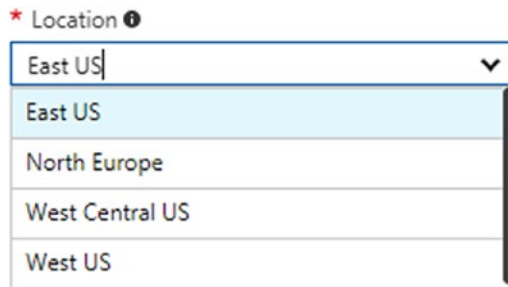 * Location
East US
East US
North Europe
West Central US
West US